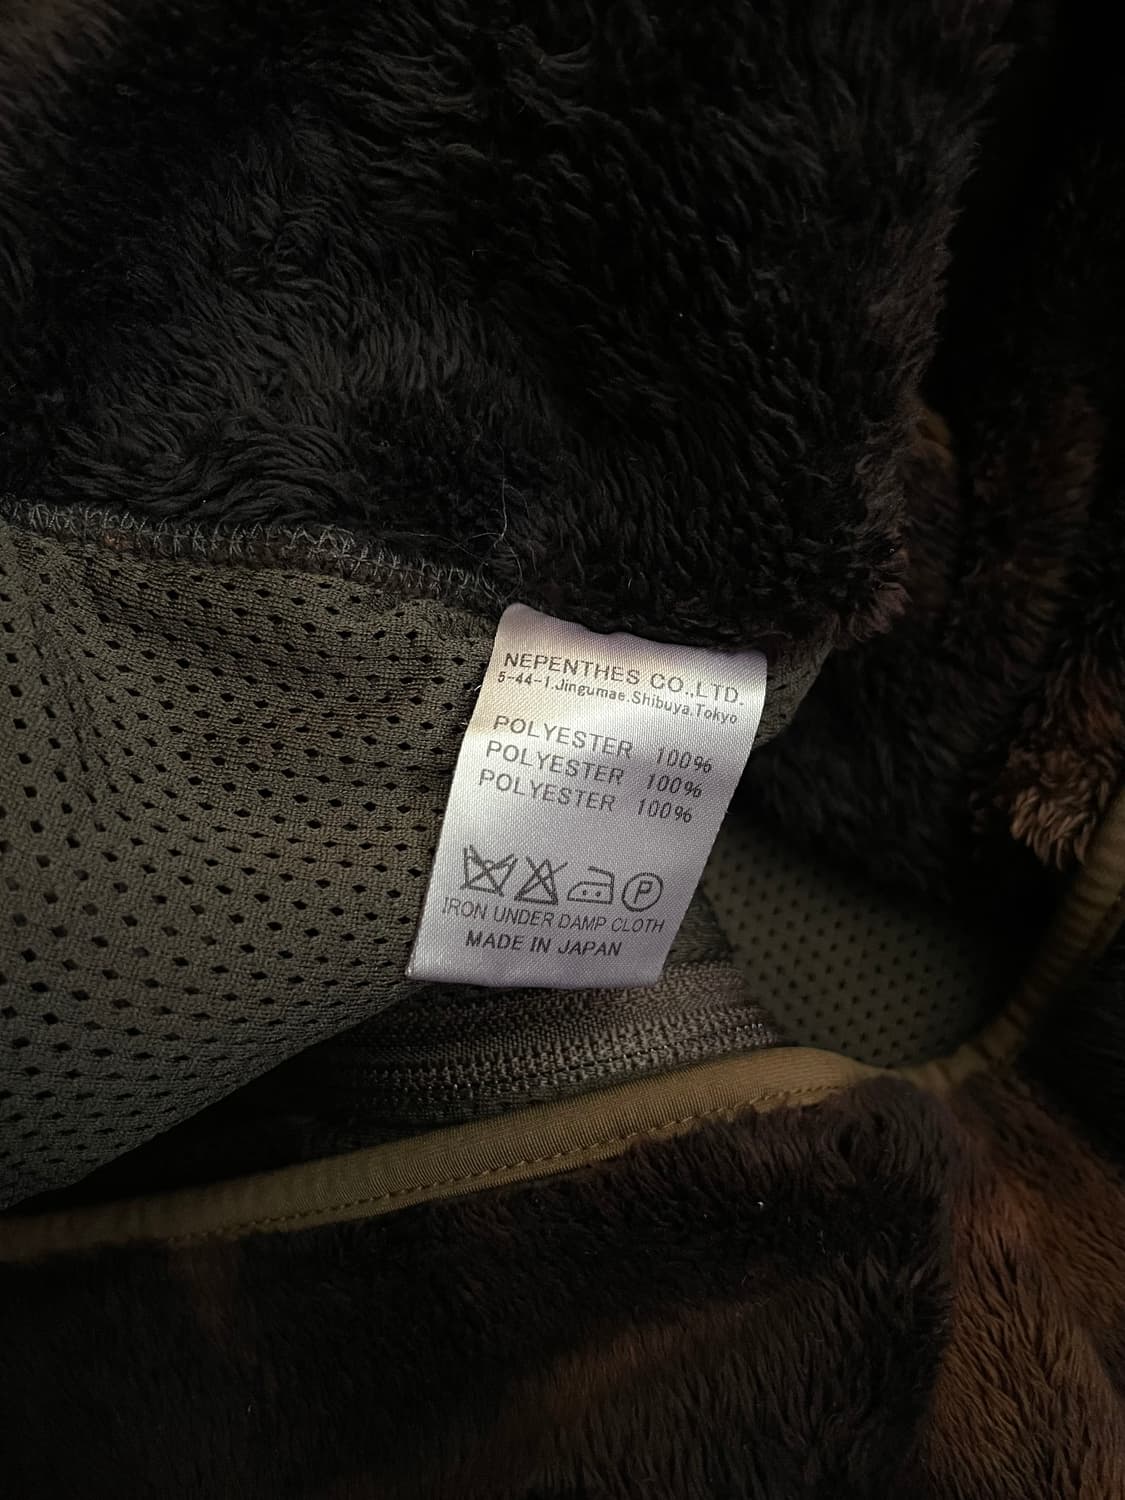 NEPENTHES CO.,LTD.
5-44-1.Jingumae.Shibuya.Tokyo
POLYESTER 100%
POLYESTER 100%
POLYESTER 100%
P
IRON UNDER DAMP CLOTH
MADE IN JAPAN